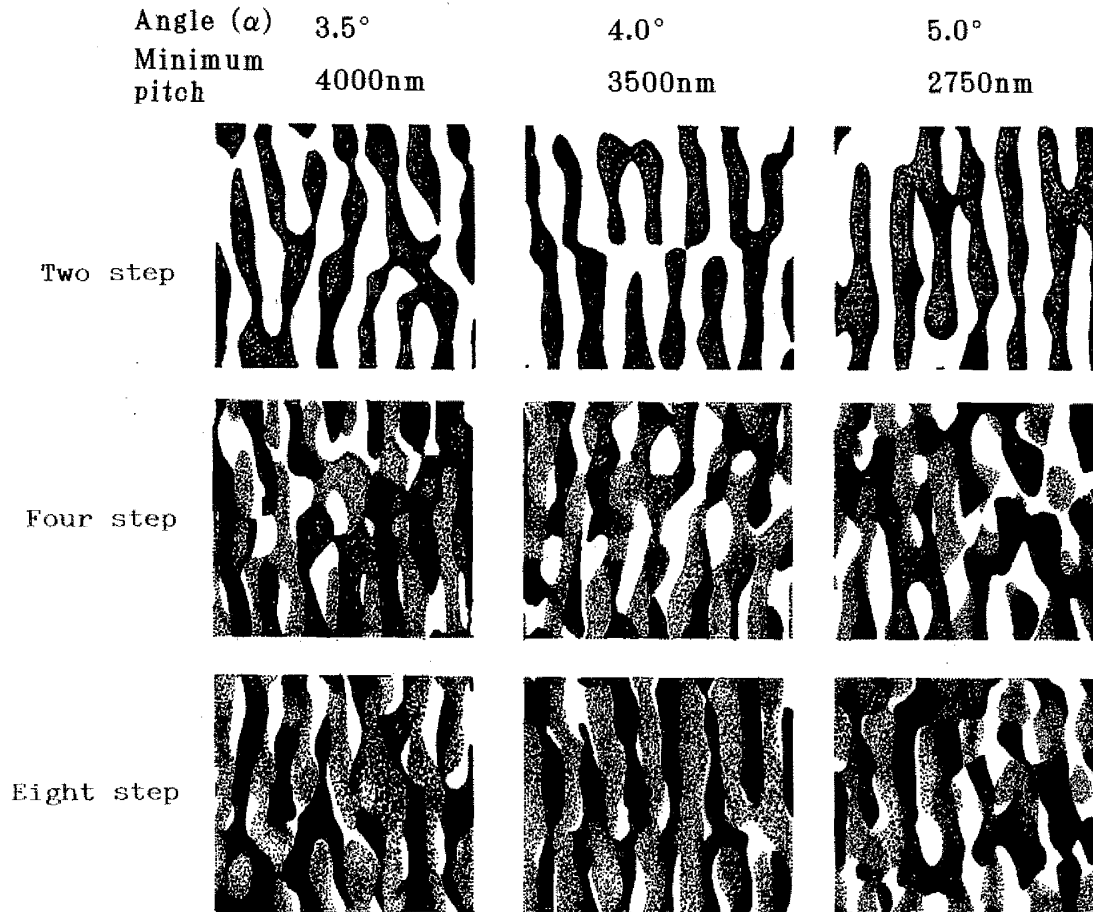 Angle (α) 3.5° 4.0° 5.0°
Minimum pitch 4000nm 3500nm 2750nm
Two step
Four step
Eight step